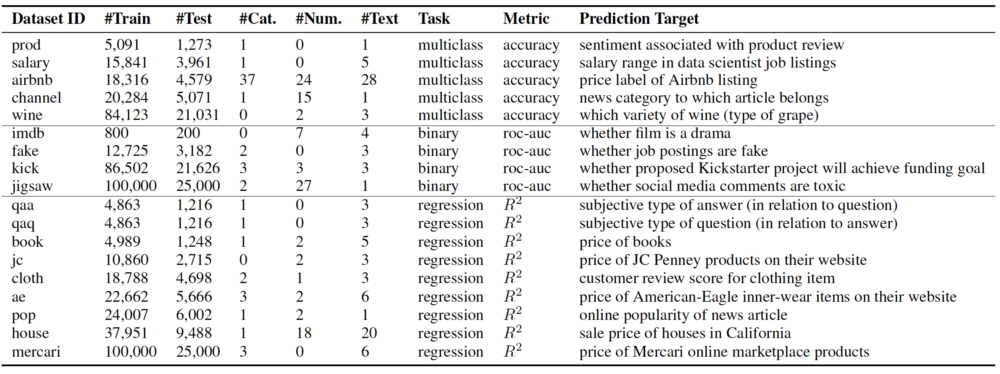 Dataset ID #Train #Test #Cat. #Num. #Text Task Metric Prediction Target
prod 5,091 1,273 1 0 1 multiclass accuracy sentiment associated with product review
salary 15,841 3,961 1 0 5 multiclass accuracy salary range in data scientist job listings
airbnb 18,316 4,579 37 24 28 multiclass accuracy price label of Airbnb listing
channel 20,284 5,071 1 15 1 multiclass accuracy news category to which article belongs
wine 84,123 21,031 0 2 3 multiclass accuracy which variety of wine (type of grape)
imdb 800 200 0 7 4 binary roc-auc whether film is a drama
fake 12,725 3,182 2 0 3 binary roc-auc whether job postings are fake
kick 86,502 21,626 3 3 3 binary roc-auc whether proposed Kickstarter project will achieve funding goal
jigsaw 100,000 25,000 2 27 1 binary roc-auc whether social media comments are toxic
qaa 4,863 1,216 1 0 3 regression R² subjective type of answer (in relation to question)
qaq 4,863 1,216 1 0 3 regression R² subjective type of question (in relation to answer)
book 4,989 1,248 1 2 5 regression R² price of books
jc 10,860 2,715 0 2 3 regression R² price of JC Penney products on their website
cloth 18,788 4,698 2 1 3 regression R² customer review score for clothing item
ae 22,662 5,666 3 2 6 regression R² price of American-Eagle inner-wear items on their website
pop 24,007 6,002 1 2 1 regression R² online popularity of news article
house 37,951 9,488 1 18 20 regression R² sale price of houses in California
mercari 100,000 25,000 3 0 6 regression R² price of Mercari online marketplace products